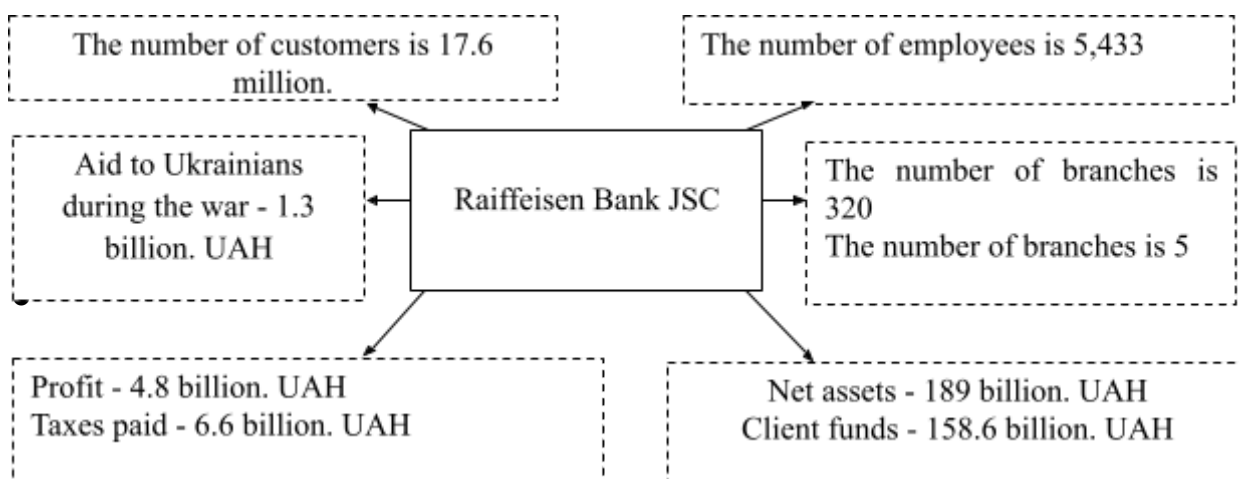 The number of customers is 17.6
million.
The number of employees is 5,433
Aid to Ukrainians
during the war - 1.3
billion. UAH
Raiffeisen Bank JSC
The number of branches is
320
The number of branches is 5
Profit - 4.8 billion. UAH
Taxes paid - 6.6 billion. UAH
Net assets - 189 billion. UAH
Client funds - 158.6 billion. UAH